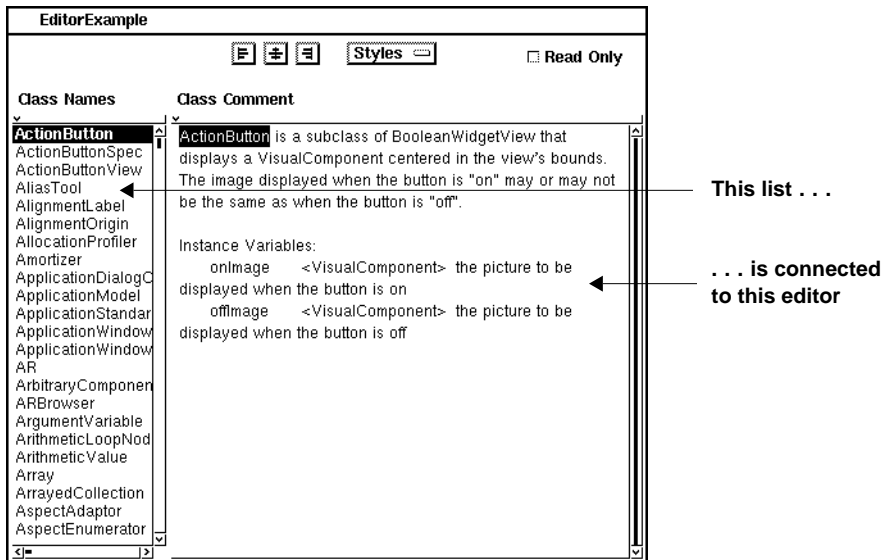 EditorExample
Styles
Read Only
Class Names
Class Comment
ActionButton
ActionButtonSpec
ActionButtonView
AliasTool
AlignmentLabel
AlignmentOrigin
AllocationProfiler
Amortizer
ApplicationDialogC
ApplicationModel
ApplicationStandar
ApplicationWindow
ApplicationWindow
AR
ArbitraryComponen
ARBrowser
ArgumentVariable
ArithmeticLoopNod
ArithmeticValue
Array
ArrayedCollection
AspectAdaptor
AspectEnumerator
ActionButton is a subclass of BooleanWidgetView that
displays a VisualComponent centered in the view's bounds.
The image displayed when the button is "on" may or may not
be the same as when the button is "off".
Instance Variables:
onImage <VisualComponent> the picture to be
displayed when the button is on
offImage <VisualComponent> the picture to be
displayed when the button is off
This list . . .
. . . is connected
to this editor